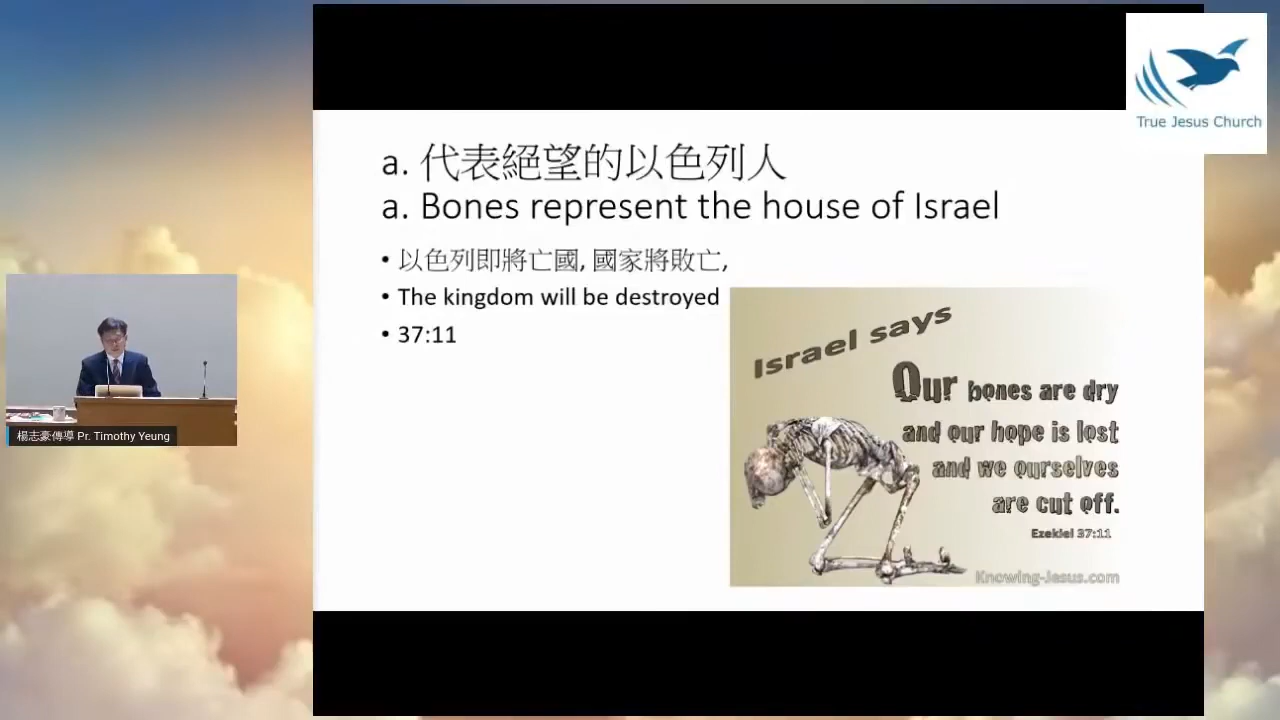 True Jesus Church
a. 代表絕望的以色列人
a. Bones represent the house of Israel
• 以色列即將亡國, 國家將敗亡,
• The kingdom will be destroyed
• 37:11
Israel says
Our bones are dry
and our hope is lost
and we ourselves
are cut off.
Ezekiel 37:11
Knowing-Jesus.com
楊志豪傳導 Pr. Timothy Yeung